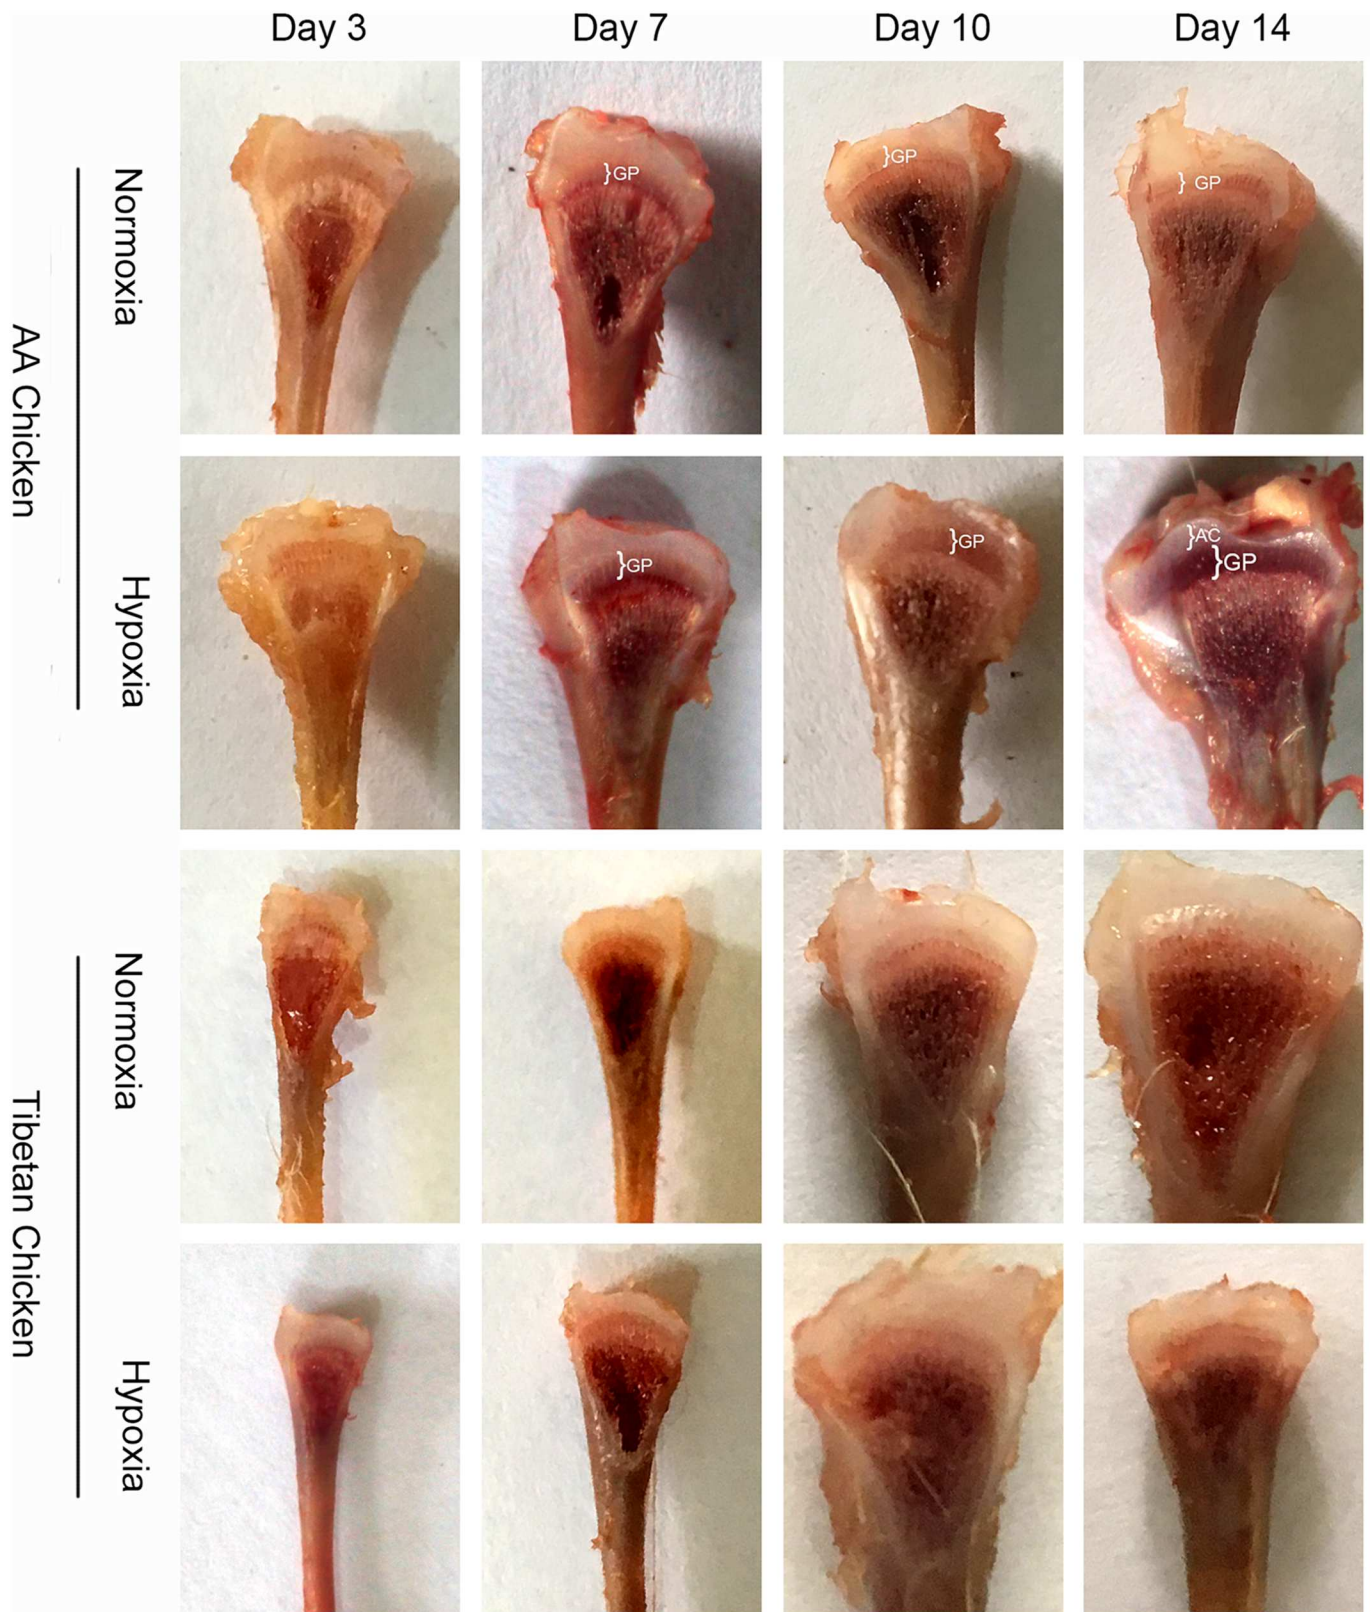 Day 3
Day 7
Day 10
Day 14
AA Chicken
Normoxia
}GP
}GP
} GP
Hypoxia
}GP
}GP
}AC
}GP
Tibetan Chicken
Normoxia
Hypoxia